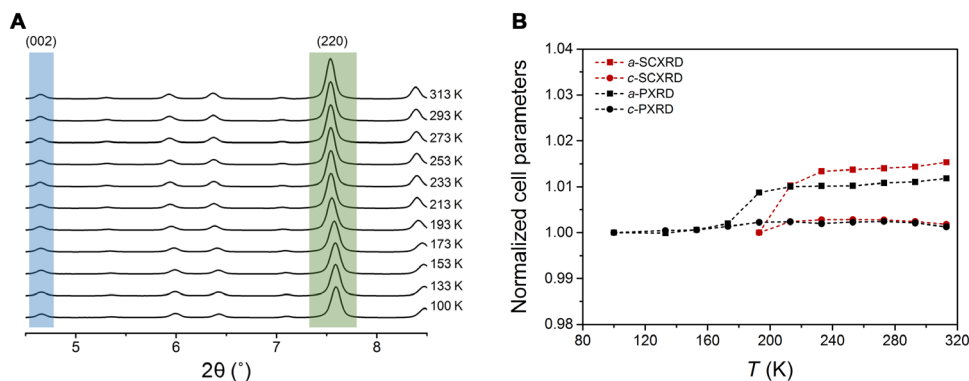 A
(002)
(220)
313 K
293 K
273 K
253 K
233 K
213 K
193 K
173 K
153 K
133 K
100 K
5
6
7
8
2θ (°)
B
Normalized cell parameters
1.04
1.03
1.02
1.01
1.00
0.99
0.98
a-SCXRD
c-SCXRD
a-PXRD
c-PXRD
80
120
160
200
240
280
320
T (K)